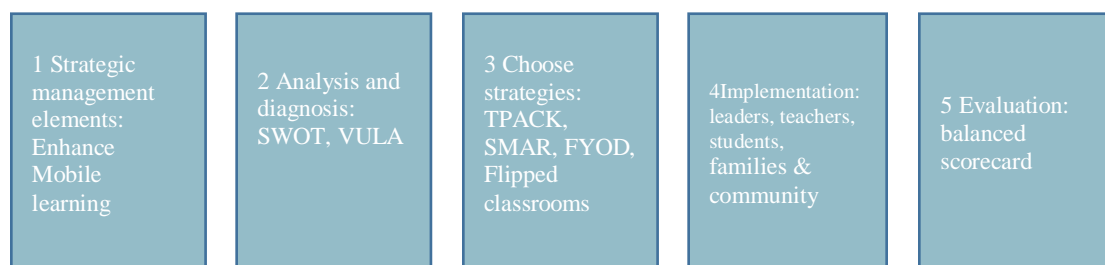 1 Strategic
management
elements:
Enhance
Mobile
learning
2 Analysis and
diagnosis:
SWOT, VULA
3 Choose
strategies:
TPACK,
SMAR, FYOD,
Flipped
classrooms
4Implementation:
leaders, teachers,
students,
families &
community
5 Evaluation:
balanced
scorecard